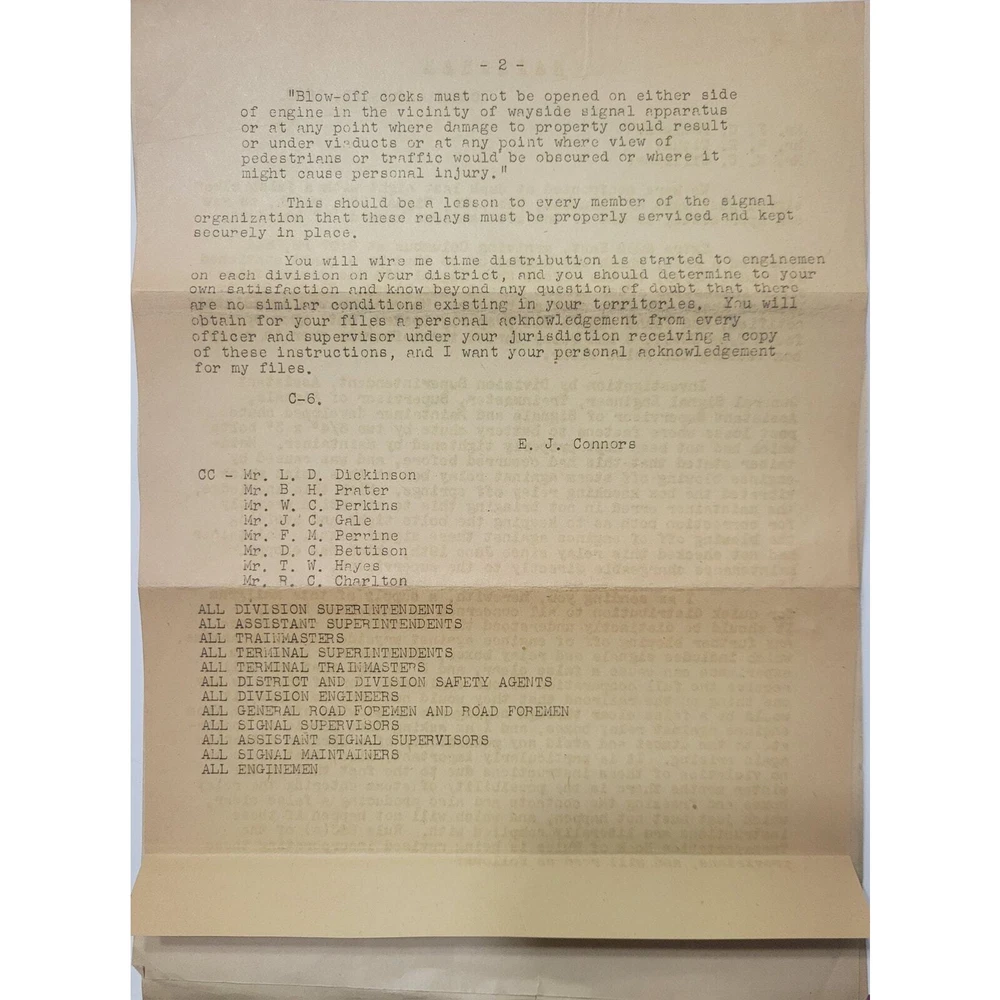 - 2 -
"Blow-off cocks must not be opened on either side
of engine in the vicinity of wayside signal apparatus
or at any point where damage to property could result
or under viaducts or at any point where view of
pedestrians or traffic would be obscured or where it
might cause personal injury."
This should be a lesson to every member of the signal
organization that these relays must be properly serviced and kept
securely in place.
You will wire me time distribution is started to enginemen
on each division on your district, and you should determine to your
own satisfaction and know beyond any question of doubt that there
are no similar conditions existing in your territories. You will
obtain for your files a personal acknowledgement from every
officer and supervisor under your jurisdiction receiving a copy
of these instructions, and I want your personal acknowledgement
for my files.
C-6.
E. J. Connors
CC - Mr. L. D. Dickinson
Mr. B. H. Prater
Mr. W. C. Perkins
Mr. J. C. Gale
Mr. F. M. Perrine
Mr. D. C. Bettison
Mr. T. W. Hayes
Mr. R. C. Charlton
ALL DIVISION SUPERINTENDENTS
ALL ASSISTANT SUPERINTENDENTS
ALL TRAINMASTERS
ALL TERMINAL SUPERINTENDENTS
ALL TERMINAL TRAINMASTERS
ALL DISTRICT AND DIVISION SAFETY AGENTS
ALL DIVISION ENGINEERS
ALL GENERAL ROAD FOREMEN AND ROAD FOREMEN
ALL SIGNAL SUPERVISORS
ALL ASSISTANT SIGNAL SUPERVISORS
ALL SIGNAL MAINTAINERS
ALL ENGINEMEN